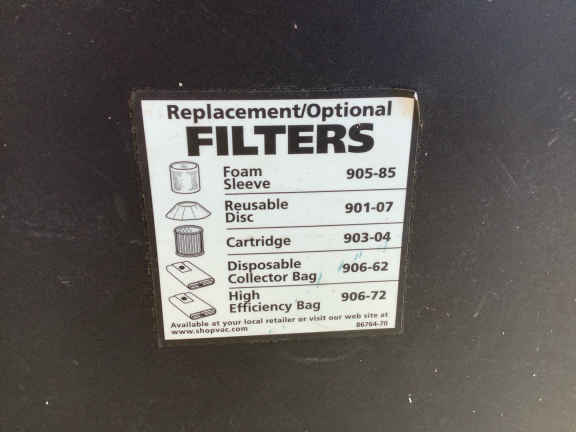 Replacement/Optional
FILTERS
Foam
Sleeve
905-85
Reusable
Disc
901-07
Cartridge
903-04
Disposable
Collector Bag
906-62
High
Efficiency Bag
906-72
Available at your local retailer or visit our web site at
www.shopvac.com
86764-70